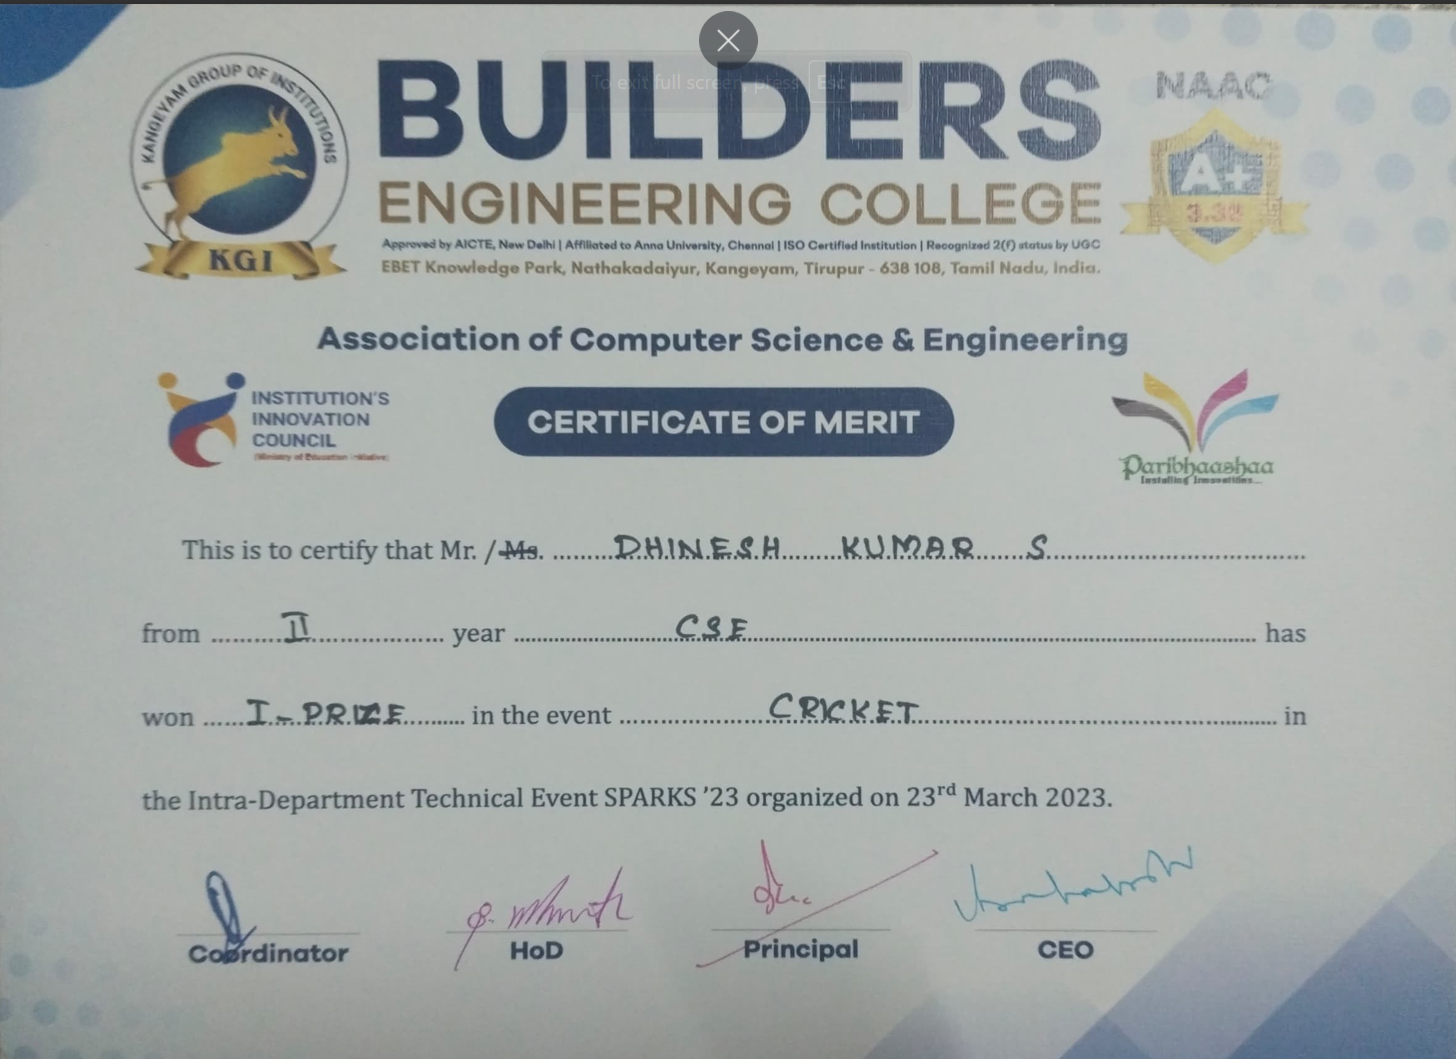 To exit full screen, press Esc
KANGEYAM GROUP OF INSTITUTIONS
KGI
BUILDERS
ENGINEERING COLLEGE
Approved by AICTE, New Delhi | Affiliated to Anna University, Chennai | ISO Certified Institution | Recognized 2(f) status by UGC
EBET Knowledge Park, Nathakadaiyur, Kangeyam, Tirupur - 638 108, Tamil Nadu, India.
NAAC
A+
Association of Computer Science & Engineering
INSTITUTION'S
INNOVATION
COUNCIL
(Ministry of Education Initiative)
CERTIFICATE OF MERIT
Paribhaashaa
Installing Innovations...
This is to certify that Mr. / Ms. DHINESH KUMAR S
from II year CSE has
won I - PRIZE in the event CRICKET in
the Intra-Department Technical Event SPARKS '23 organized on 23rd March 2023.
Coordinator HoD Principal CEO